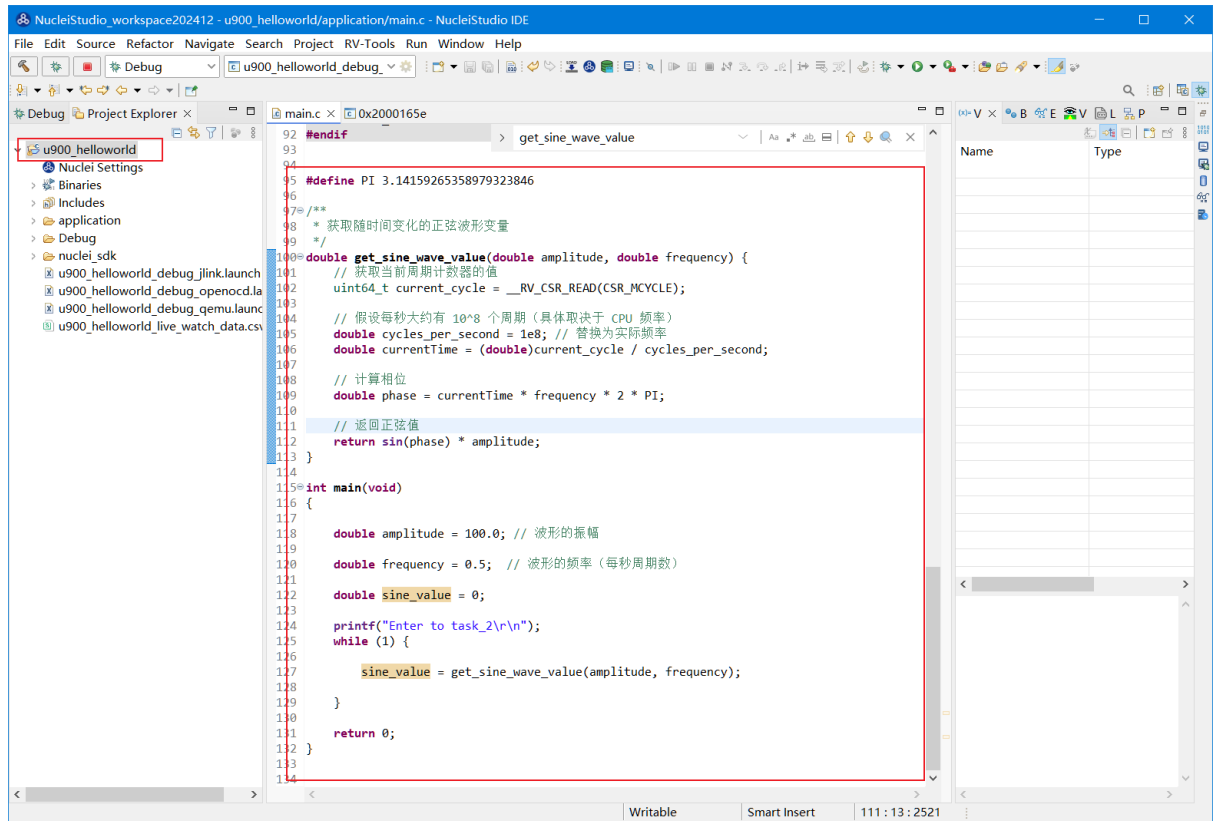 NucleiStudio_workspace202412 - u900_helloworld/application/main.c - NucleiStudio IDE
File Edit Source Refactor Navigate Search Project RV-Tools Run Window Help
Debug
u900_helloworld_debug_
Debug Project Explorer
u900_helloworld
Nuclei Settings
Binaries
Includes
application
Debug
nuclei_sdk
u900_helloworld_debug_jlink.launch
u900_helloworld_debug_openocd.la
u900_helloworld_debug_qemu.launc
u900_helloworld_live_watch_data.csv
main.c 0x2000165e
get_sine_wave_value
Aa .* ab
92 #endif
93
94
95 #define PI 3.14159265358979323846
96
97 /**
98 * 获取随时间变化的正弦波形变量
99 */
100 double get_sine_wave_value(double amplitude, double frequency) {
101 // 获取当前周期计数器的值
102 uint64_t current_cycle = __RV_CSR_READ(CSR_MCYCLE);
103
104 // 假设每秒大约有 10^8 个周期（具体取决于 CPU 频率）
105 double cycles_per_second = 1e8; // 替换为实际频率
106 double currentTime = (double)current_cycle / cycles_per_second;
107
108 // 计算相位
109 double phase = currentTime * frequency * 2 * PI;
110
111 // 返回正弦值
112 return sin(phase) * amplitude;
113 }
114
115 int main(void)
116 {
117
118 double amplitude = 100.0; // 波形的振幅
119
120 double frequency = 0.5; // 波形的频率（每秒周期数）
121
122 double sine_value = 0;
123
124 printf("Enter to task_2\r\n");
125 while (1) {
126
127 sine_value = get_sine_wave_value(amplitude, frequency);
128
129 }
130
131 return 0;
132 }
133
134
V B E V L P
Name Type
Writable Smart Insert 111 : 13 : 2521